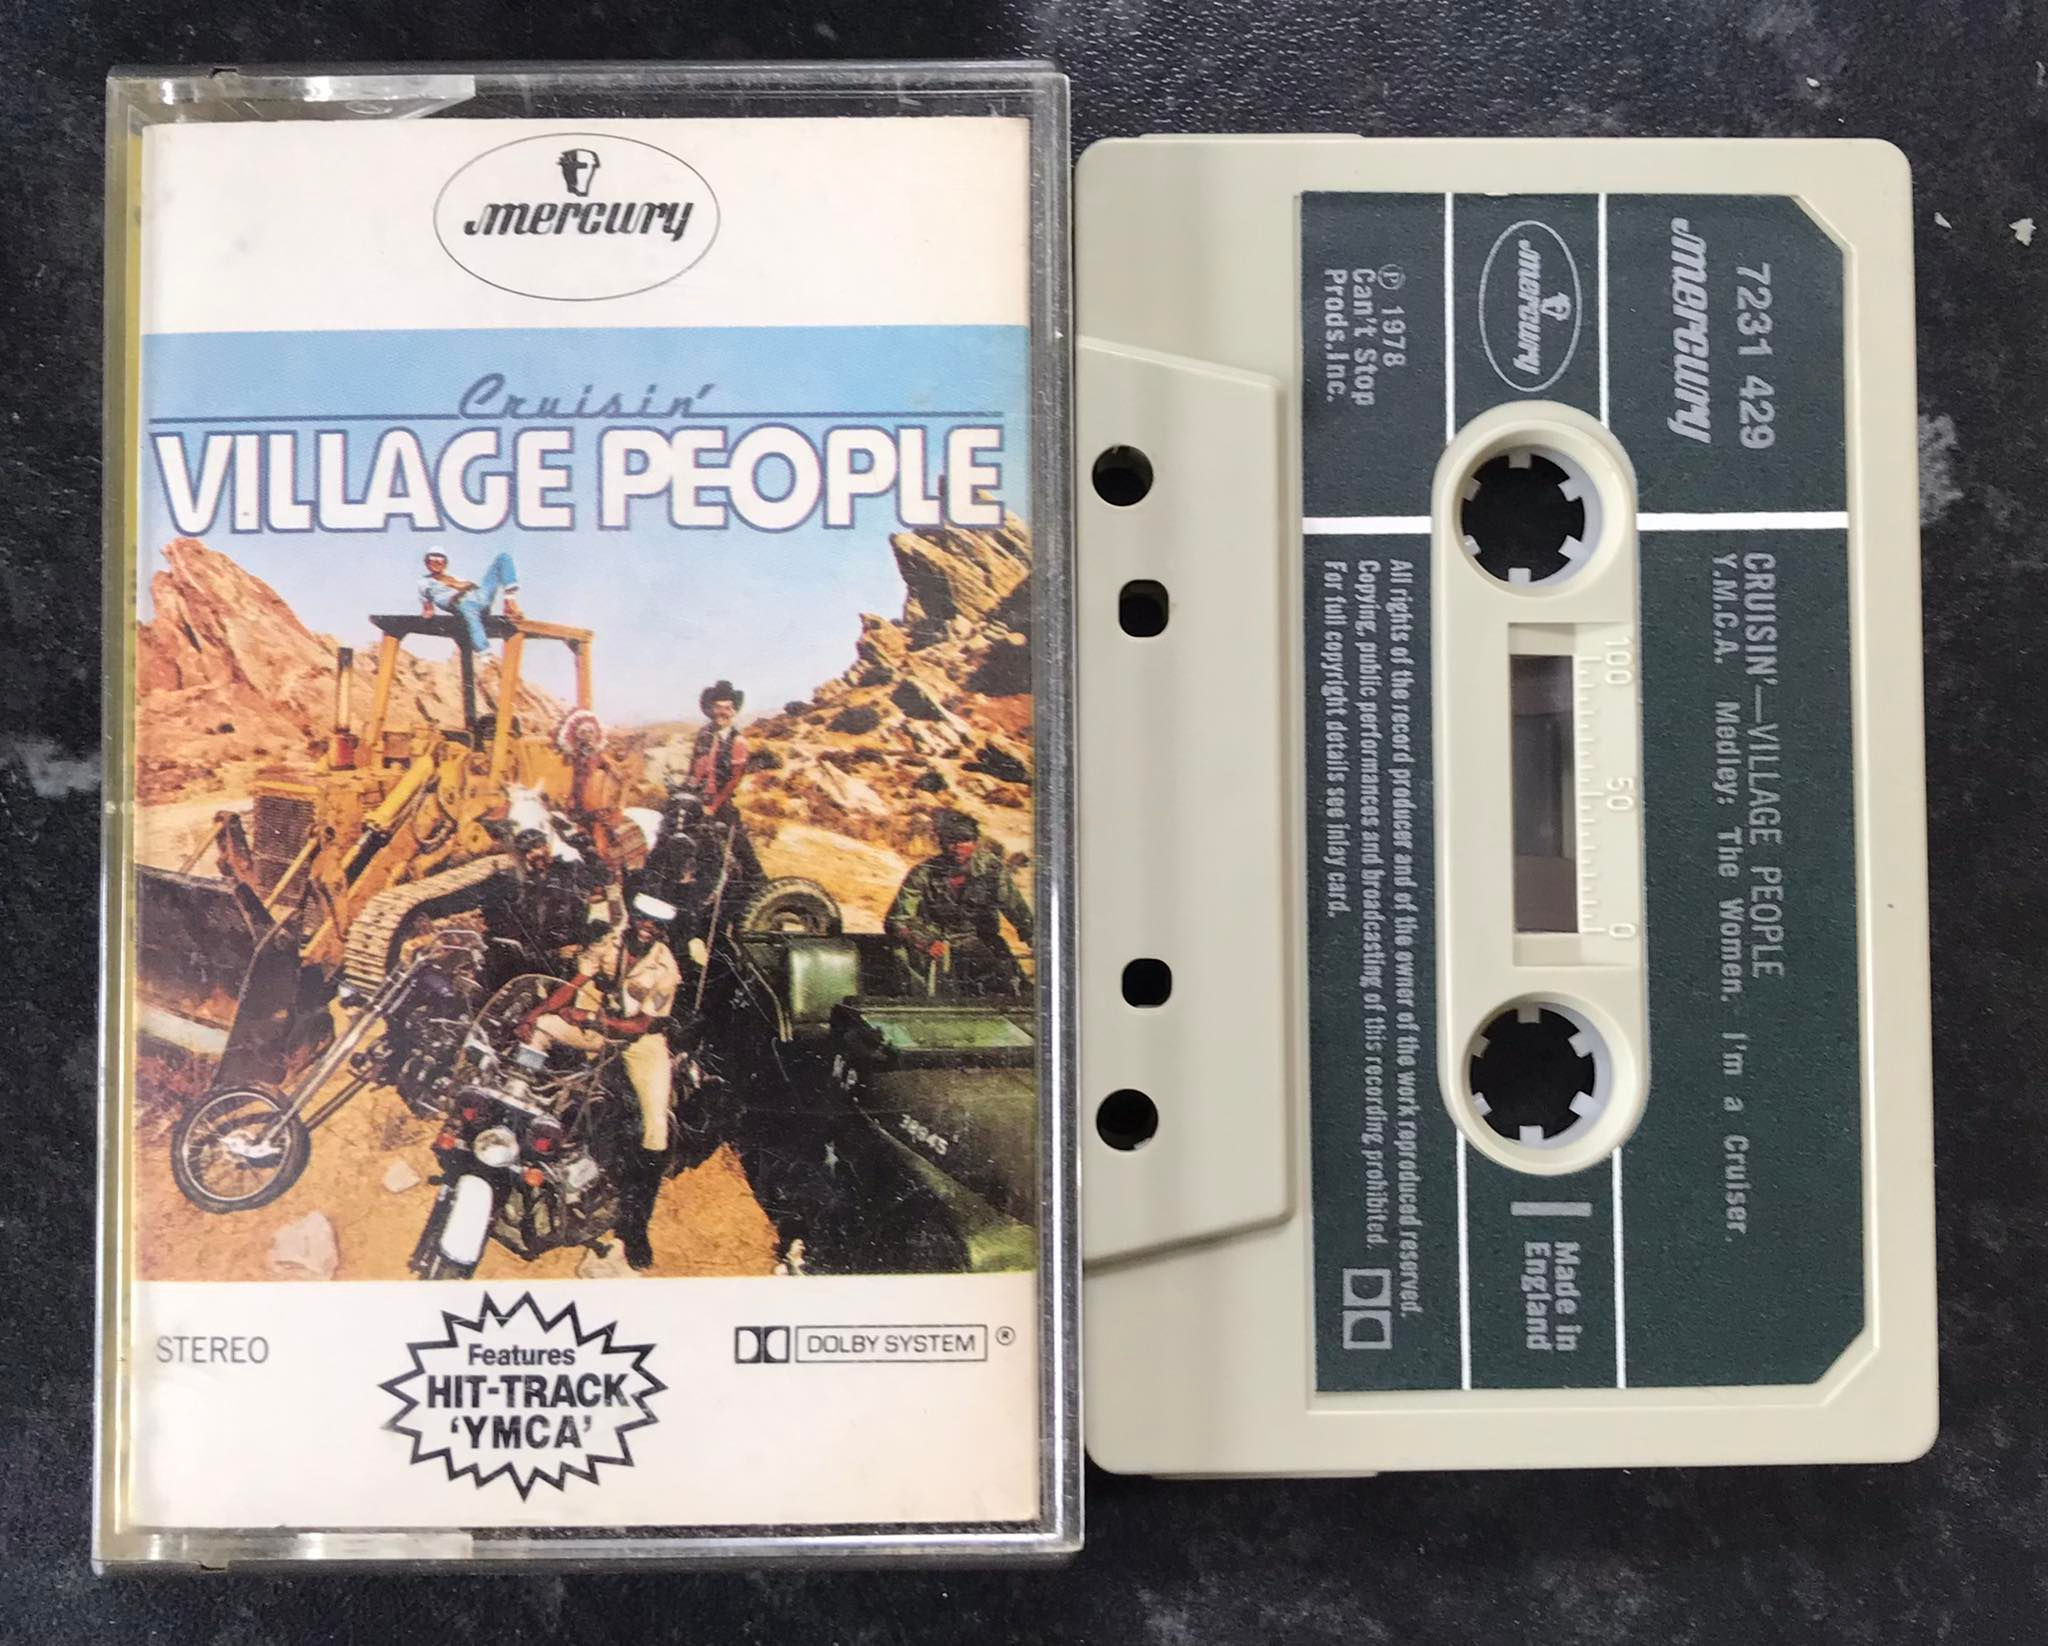 mercury
Cruisin'
VILLAGE PEOPLE
STEREO
Features
HIT-TRACK
'YMCA'
DOLBY SYSTEM ®
7231 429
mercury
mercury
℗ 1978
Can't Stop
Prods.Inc.
CRUISIN'—VILLAGE PEOPLE
Y.M.C.A. Medley: The Women. I'm a Cruiser.
100 50 0
I
Made in
England
All rights of the record producer and of the owner of the work reproduced reserved.
Copying, public performances and broadcasting of this recording prohibited.
For full copyright details see inlay card.